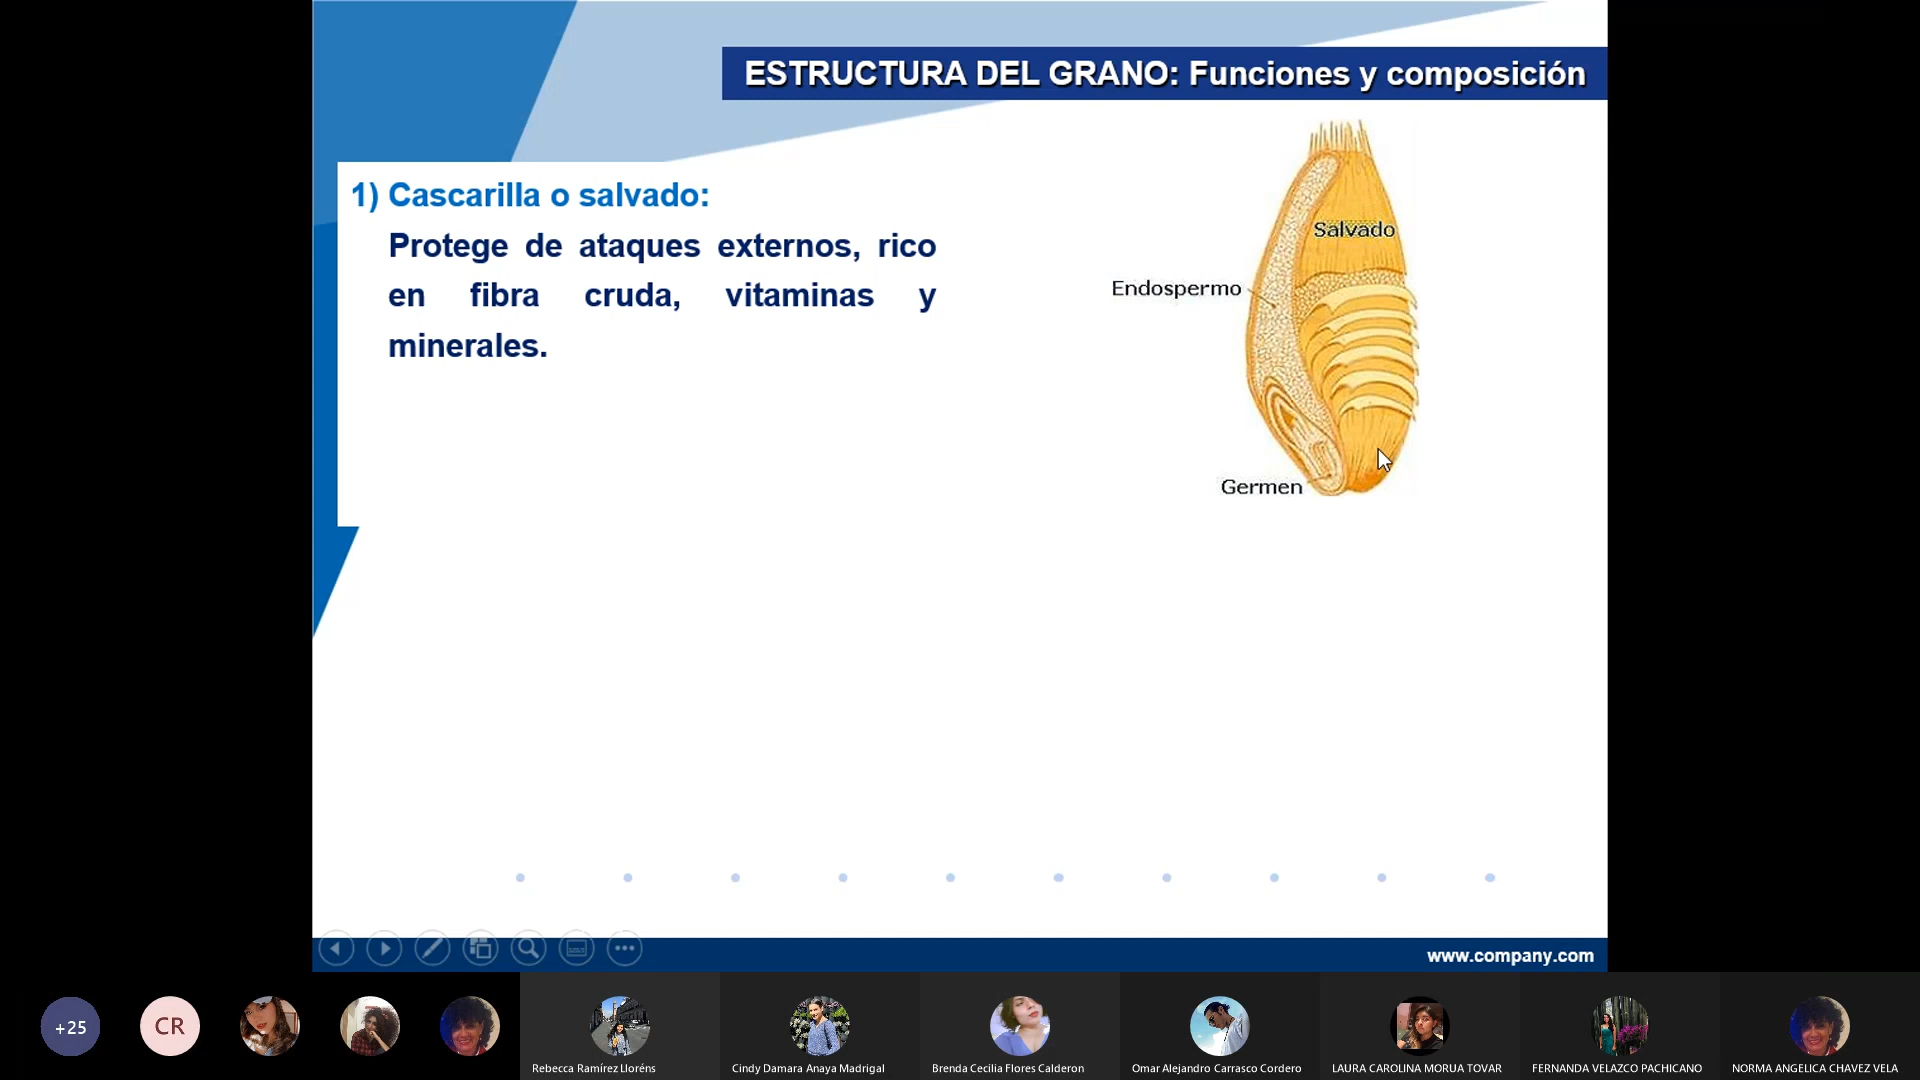 ESTRUCTURA DEL GRANO: Funciones y composición
1) Cascarilla o salvado:
Protege de ataques externos, rico
en fibra cruda, vitaminas y
minerales.
Salvado
Endospermo
Germen
www.company.com
+25
CR
Rebecca Ramírez Lloréns
Cindy Damara Anaya Madrigal
Brenda Cecilia Flores Calderon
Omar Alejandro Carrasco Cordero
LAURA CAROLINA MORUA TOVAR
FERNANDA VELAZCO PACHICANO
NORMA ANGELICA CHAVEZ VELA